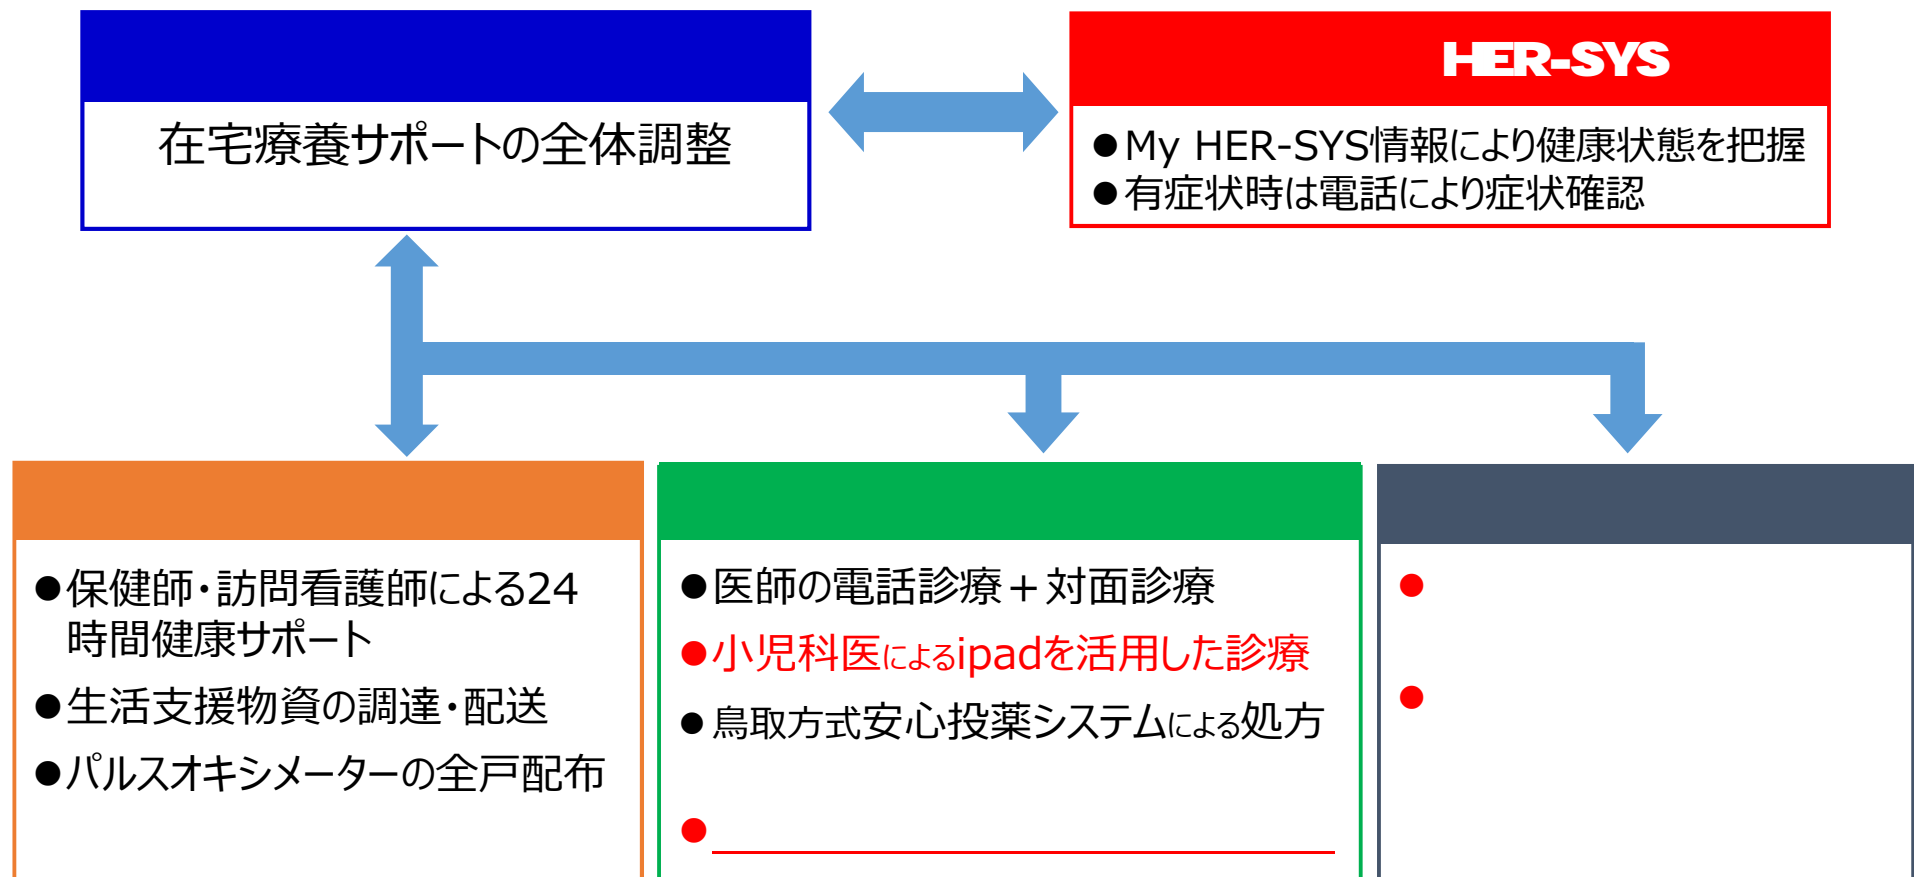 HER-SYS
在宅療養サポートの全体調整
●My HER-SYS情報により健康状態を把握
●有症状時は電話により症状確認
●保健師・訪問看護師による24
時間健康サポート
●生活支援物資の調達・配送
●パルスオキシメーターの全戸配布
●医師の電話診療＋対面診療
●小児科医によるipadを活用した診療
●鳥取方式安心投薬システムによる処方